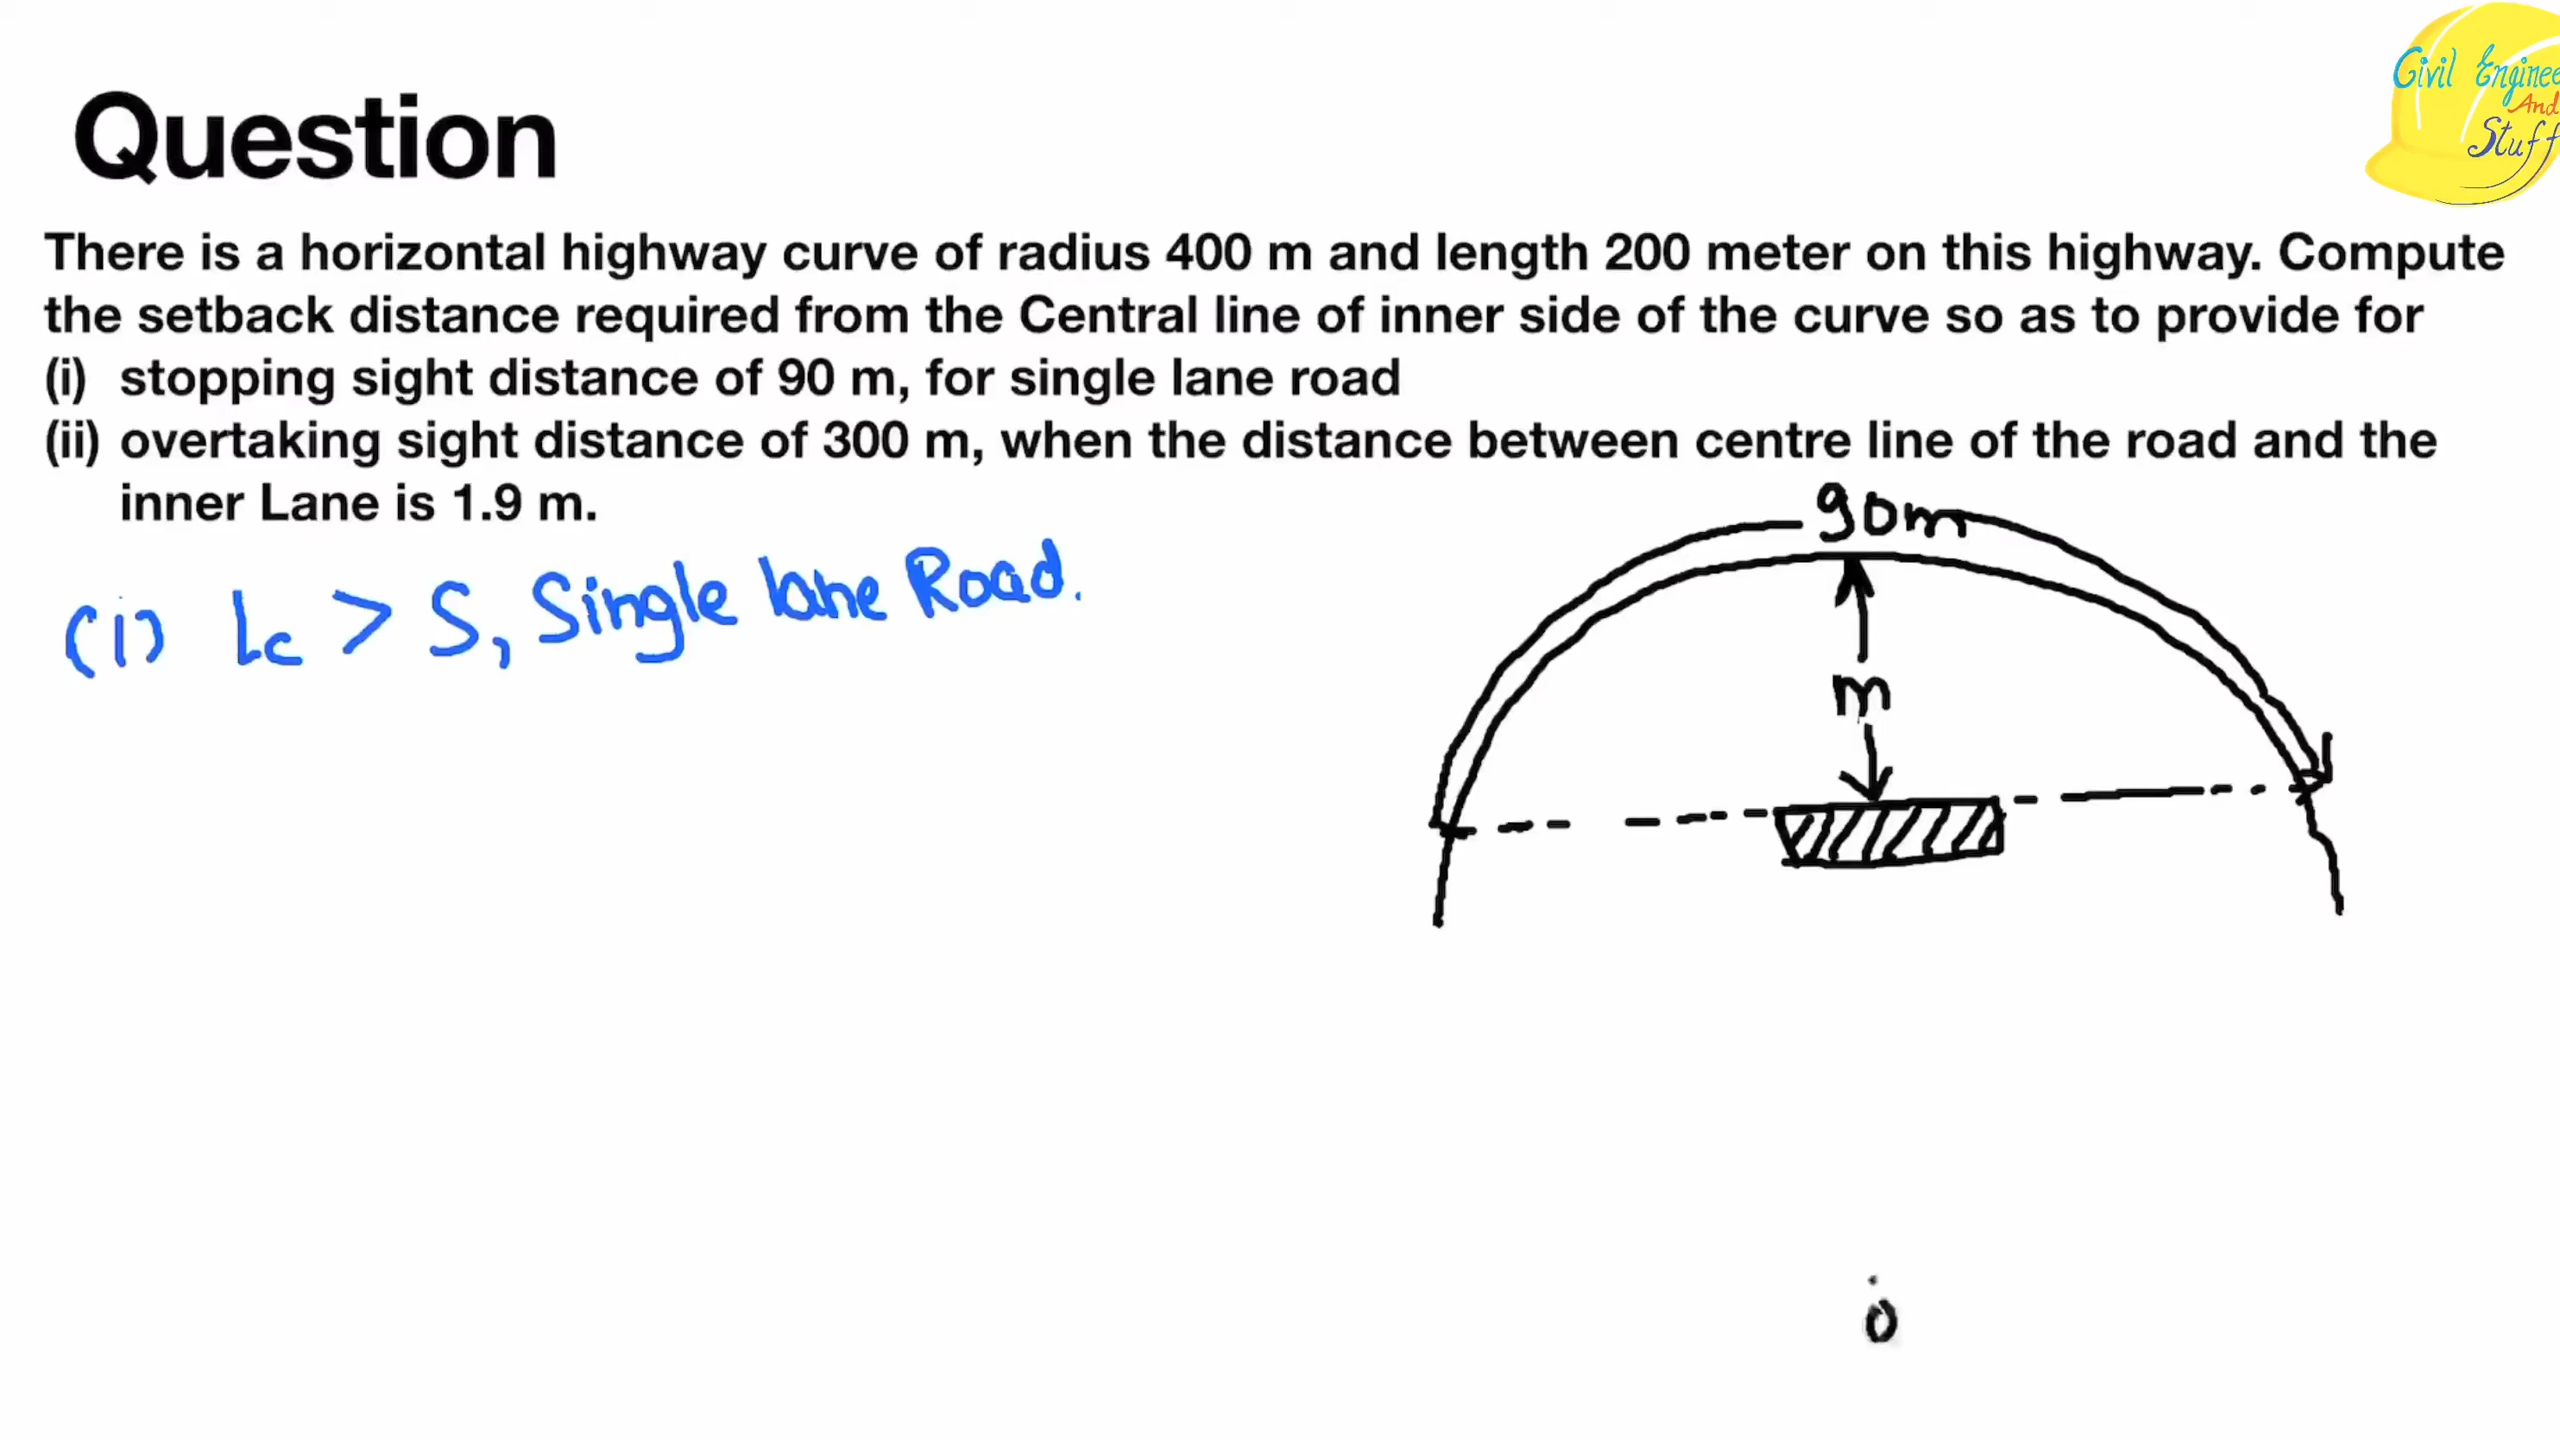 Civil Enginee
And
Stuff
Question
There is a horizontal highway curve of radius 400 m and length 200 meter on this highway. Compute
the setback distance required from the Central line of inner side of the curve so as to provide for
(i) stopping sight distance of 90 m, for single lane road
(ii) overtaking sight distance of 300 m, when the distance between centre line of the road and the
inner Lane is 1.9 m.
90m
(i) Lc > S, Single lane Road.
m
O